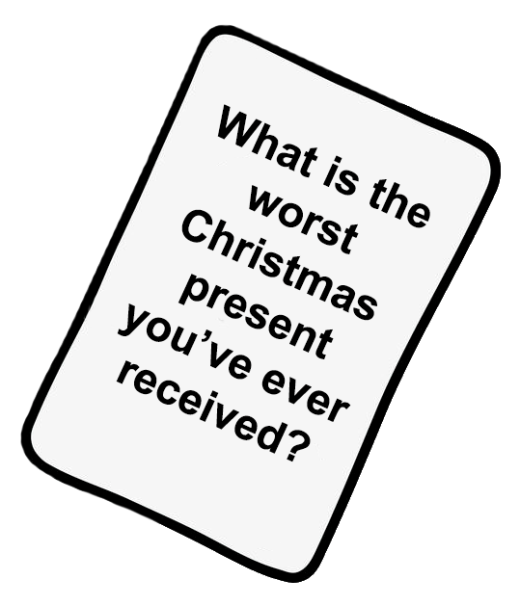 What is the
worst
Christmas
present
you’ve ever
received?